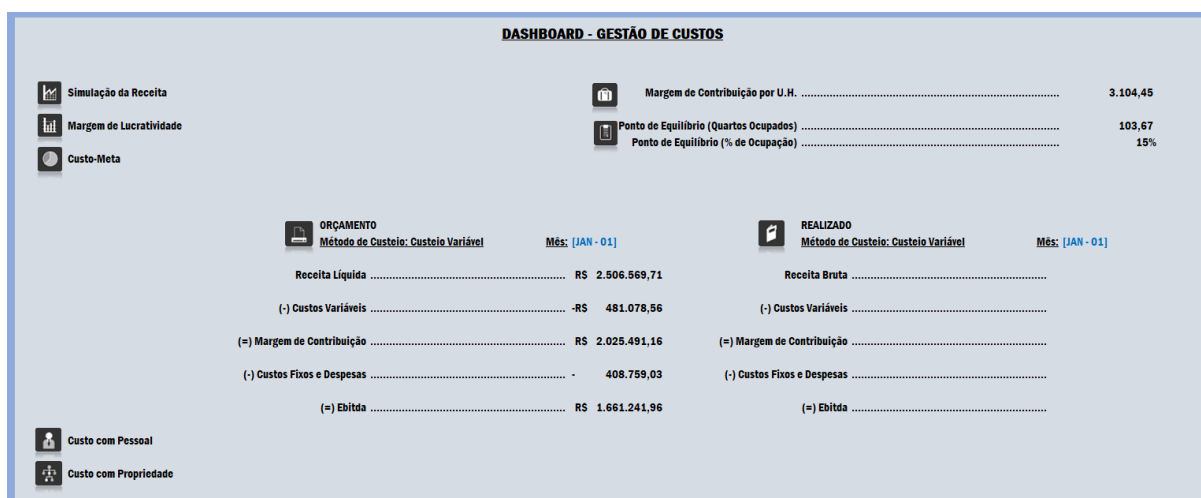 DASHBOARD - GESTÃO DE CUSTOS
Simulação da Receita
Margem de Lucratividade
Custo-Meta
Margem de Contribuição por U.H. ........................................ 3.104,45
Ponto de Equilíbrio (Quartos Ocupados) ........................................ 103,67
Ponto de Equilíbrio (% de Ocupação) ........................................ 15%
ORÇAMENTO
Método de Custeio: Custeio Variável Mês: [JAN - 01]
Receita Líquida ........................................ R$ 2.506.569,71
(-) Custos Variáveis ........................................ -R$ 481.078,56
(=) Margem de Contribuição ........................................ R$ 2.025.491,16
(-) Custos Fixos e Despesas ........................................ - 408.759,03
(=) Ebitda ........................................ R$ 1.661.241,96
REALIZADO
Método de Custeio: Custeio Variável Mês: [JAN - 01]
Receita Bruta ........................................
(-) Custos Variáveis ........................................
(=) Margem de Contribuição ........................................
(-) Custos Fixos e Despesas ........................................
(=) Ebitda ........................................
Custo com Pessoal
Custo com Propriedade